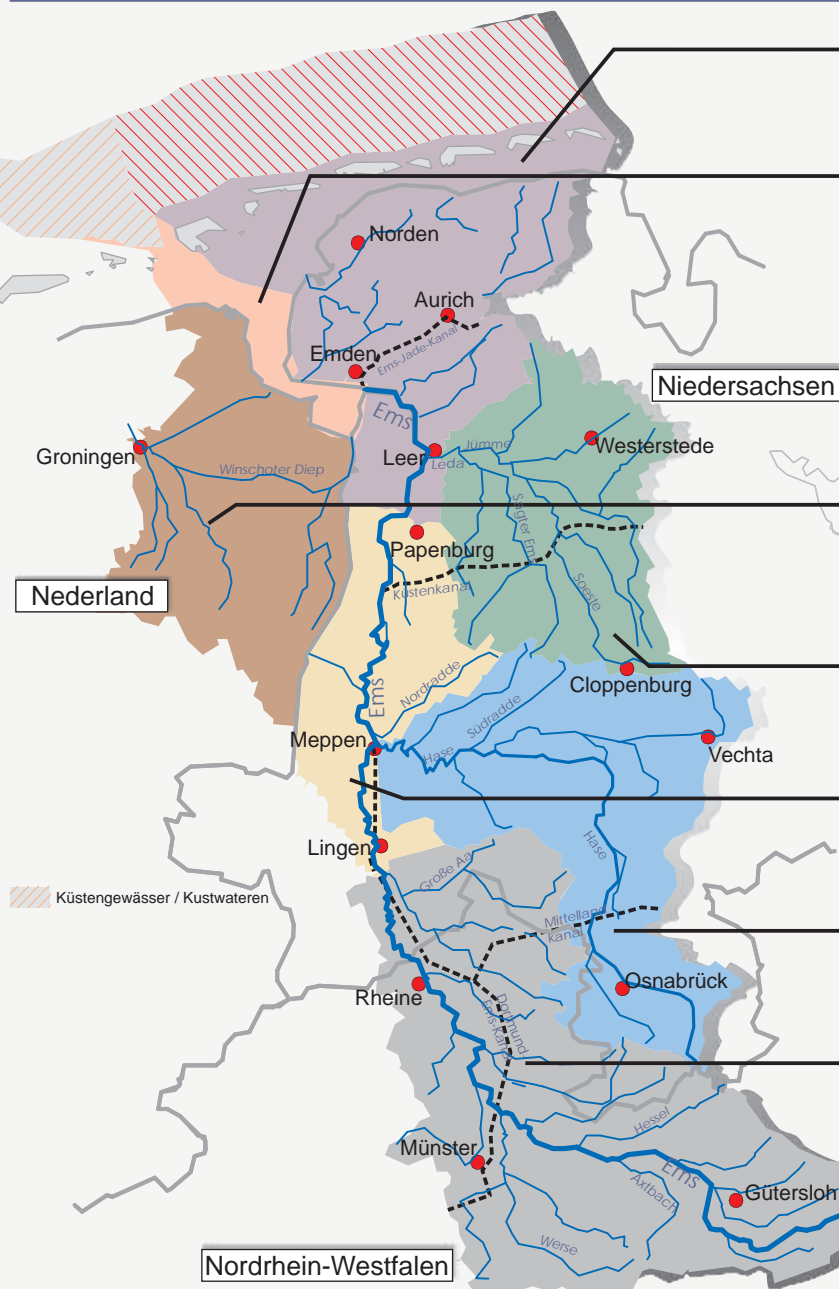 Norden
Aurich
Ems-Jade-Kanal
Emden
Niedersachsen
Ems
Groningen
Leer
Leda
Jümme
Westerstede
Winschoter Diep
Sagter Ems
Papenburg
Nederland
Küstenkanal
Soeste
Ems
Nordradde
Cloppenburg
Südradde
Meppen
Hase
Vechta
Lingen
Große Aa
Hase
Küstengewässer / Kustwateren
Mittelland
kanal
Rheine
Osnabrück
Dortmund
Ems-Kanal
Hessel
Münster
Ems
Axtbach
Gütersloh
Werse
Nordrhein-Westfalen